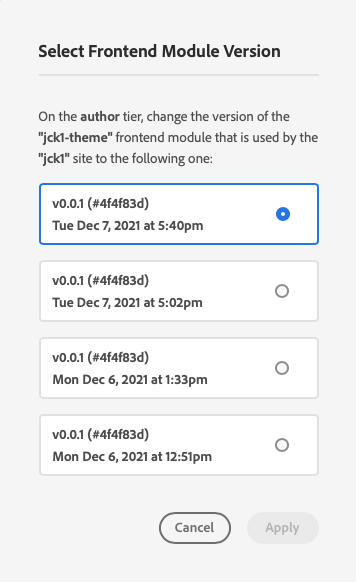 Select Frontend Module Version
On the author tier, change the version of the
"jck1-theme" frontend module that is used by the
"jck1" site to the following one:
v0.0.1 (#4f4f83d)
Tue Dec 7, 2021 at 5:40pm
v0.0.1 (#4f4f83d)
Tue Dec 7, 2021 at 5:02pm
v0.0.1 (#4f4f83d)
Mon Dec 6, 2021 at 1:33pm
v0.0.1 (#4f4f83d)
Mon Dec 6, 2021 at 12:51pm
Cancel
Apply